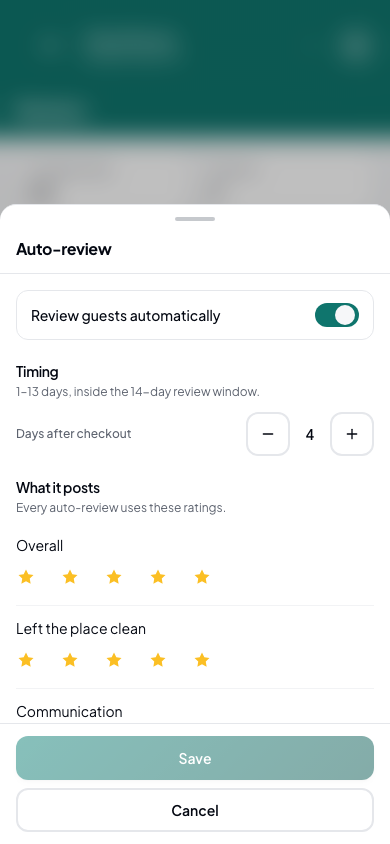 Auto-review
Review guests automatically
Timing
1–13 days, inside the 14-day review window.
Days after checkout
4
What it posts
Every auto-review uses these ratings.
Overall
Left the place clean
Communication
Save
Cancel